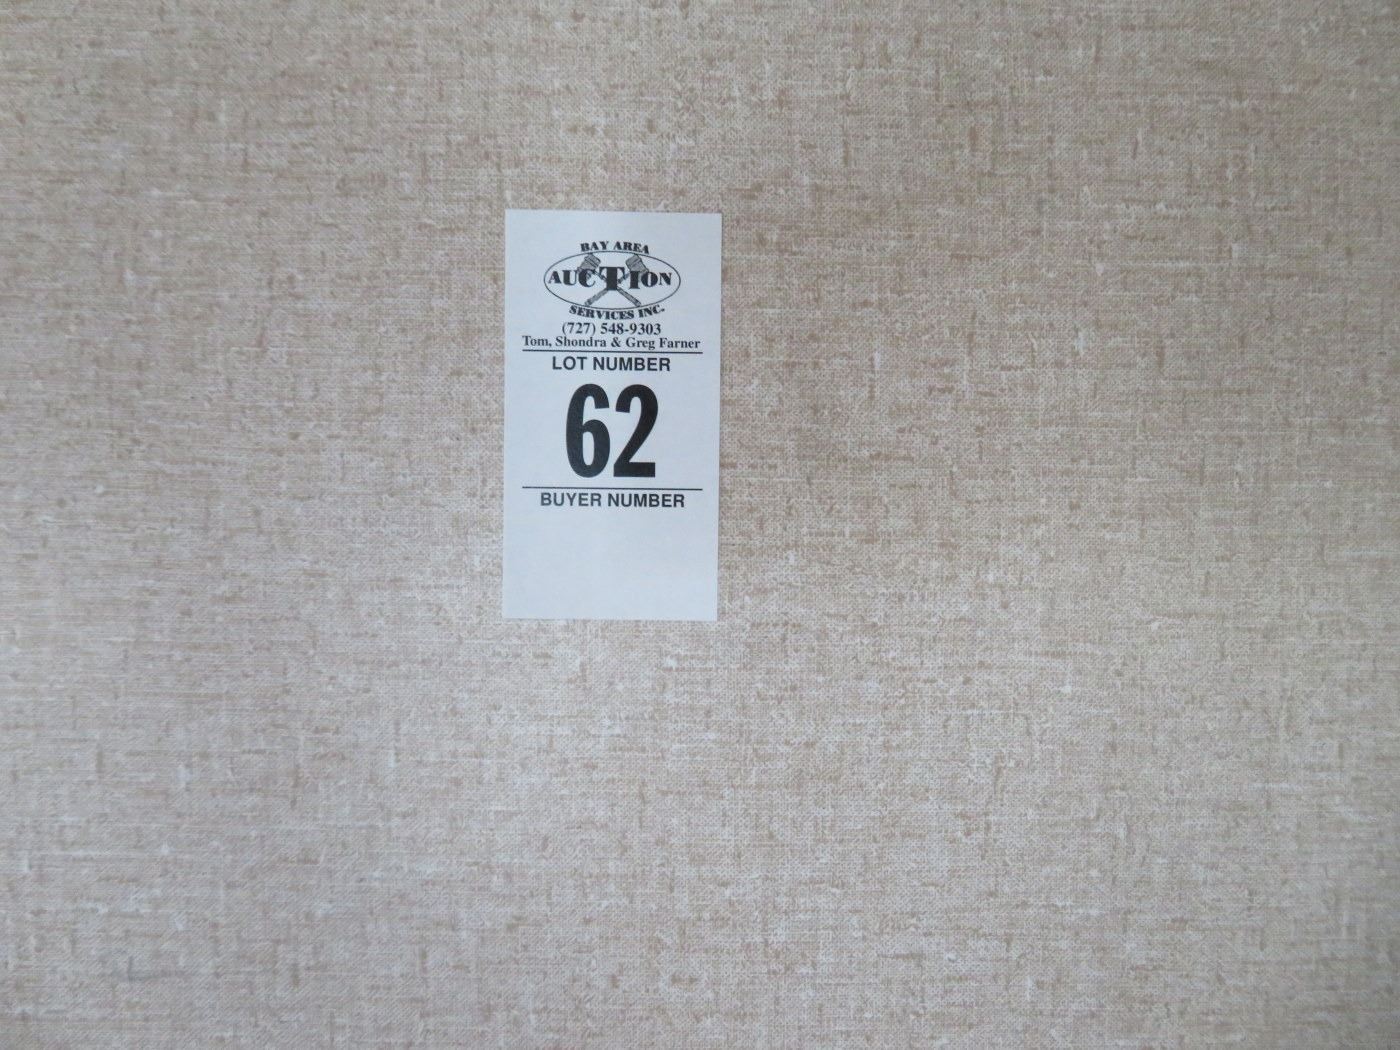 BAY AREA
AUCTION
SERVICES INC.
(727) 548-9303
Tom, Shondra & Greg Farner
LOT NUMBER
62
BUYER NUMBER